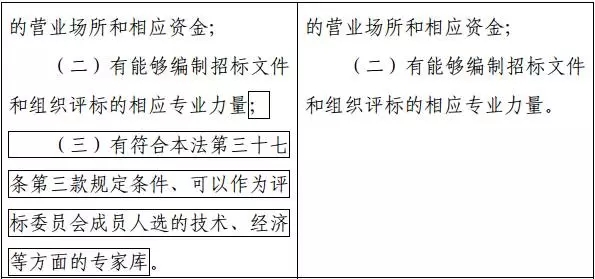 的营业场所和相应资金;
（二）有能够编制招标文件
和组织评标的相应专业力量;
（三）有符合本法第三十七
条第三款规定条件、可以作为评
标委员会成员人选的技术、经济
等方面的专家库。
的营业场所和相应资金;
（二）有能够编制招标文件
和组织评标的相应专业力量。